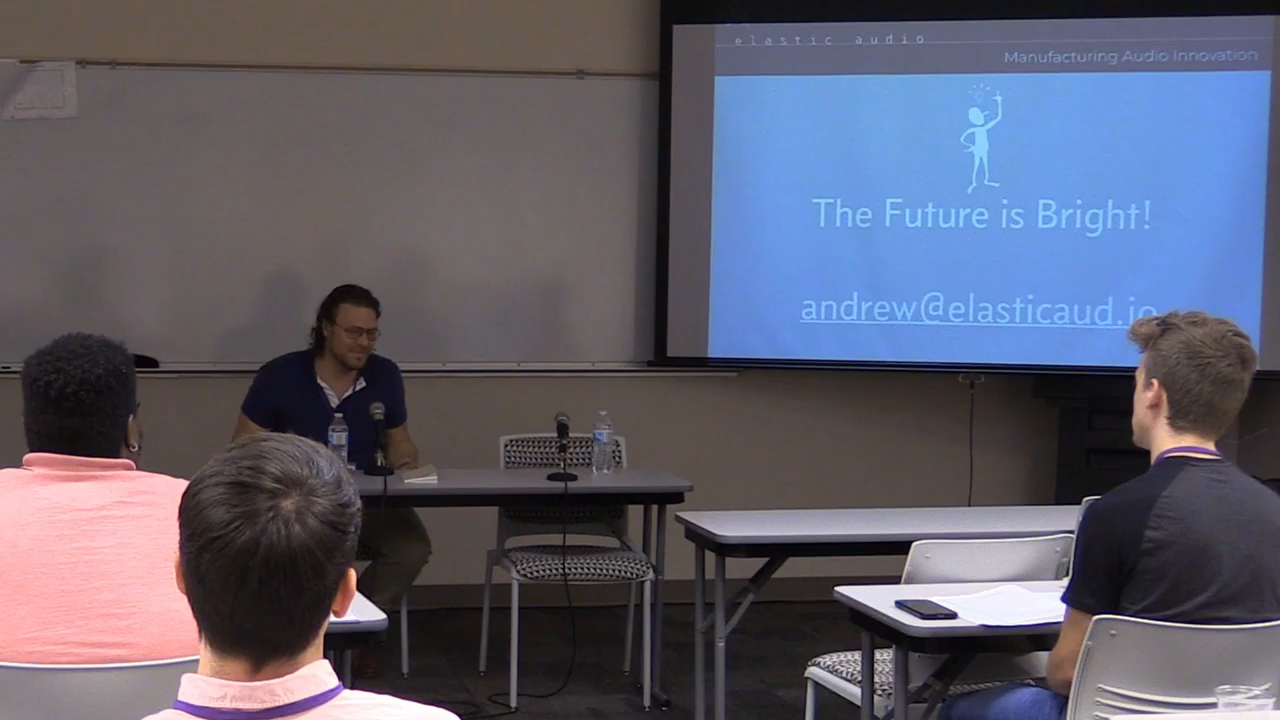 elastic audio
Manufacturing Audio Innovation
The Future is Bright!
andrew@elasticaud.io